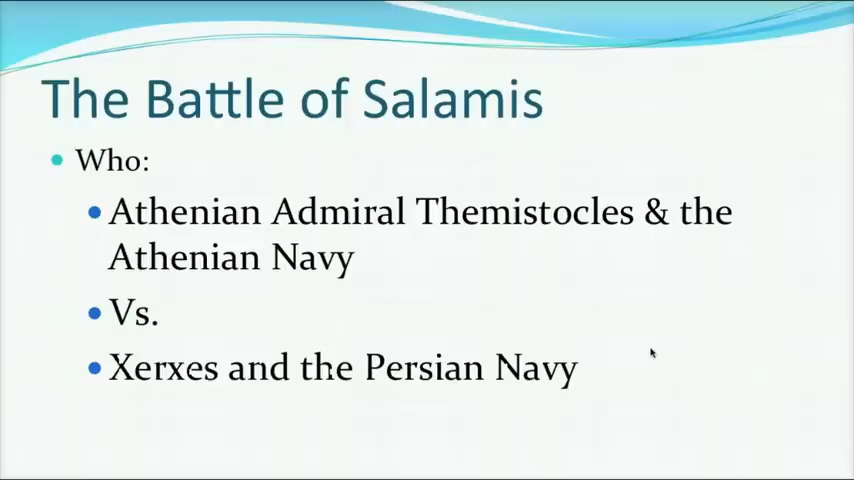 The Battle of Salamis
• Who:
• Athenian Admiral Themistocles & the
Athenian Navy
• Vs.
• Xerxes and the Persian Navy